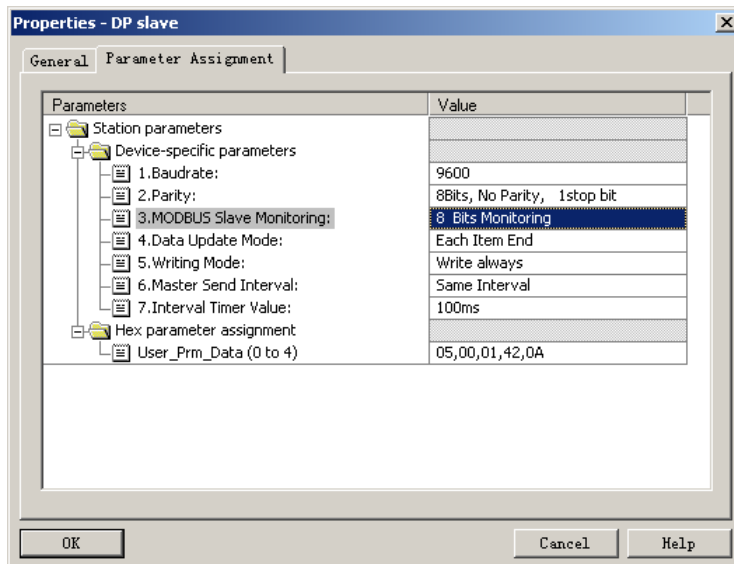 Properties - DP slave
General Parameter Assignment
Parameters Value
Station parameters
Device-specific parameters
1.Baudrate: 9600
2.Parity: 8Bits, No Parity, 1stop bit
3.MODBUS Slave Monitoring: 8 Bits Monitoring
4.Data Update Mode: Each Item End
5.Writing Mode: Write always
6.Master Send Interval: Same Interval
7.Interval Timer Value: 100ms
Hex parameter assignment
User_Prm_Data (0 to 4) 05,00,01,42,0A
OK Cancel Help